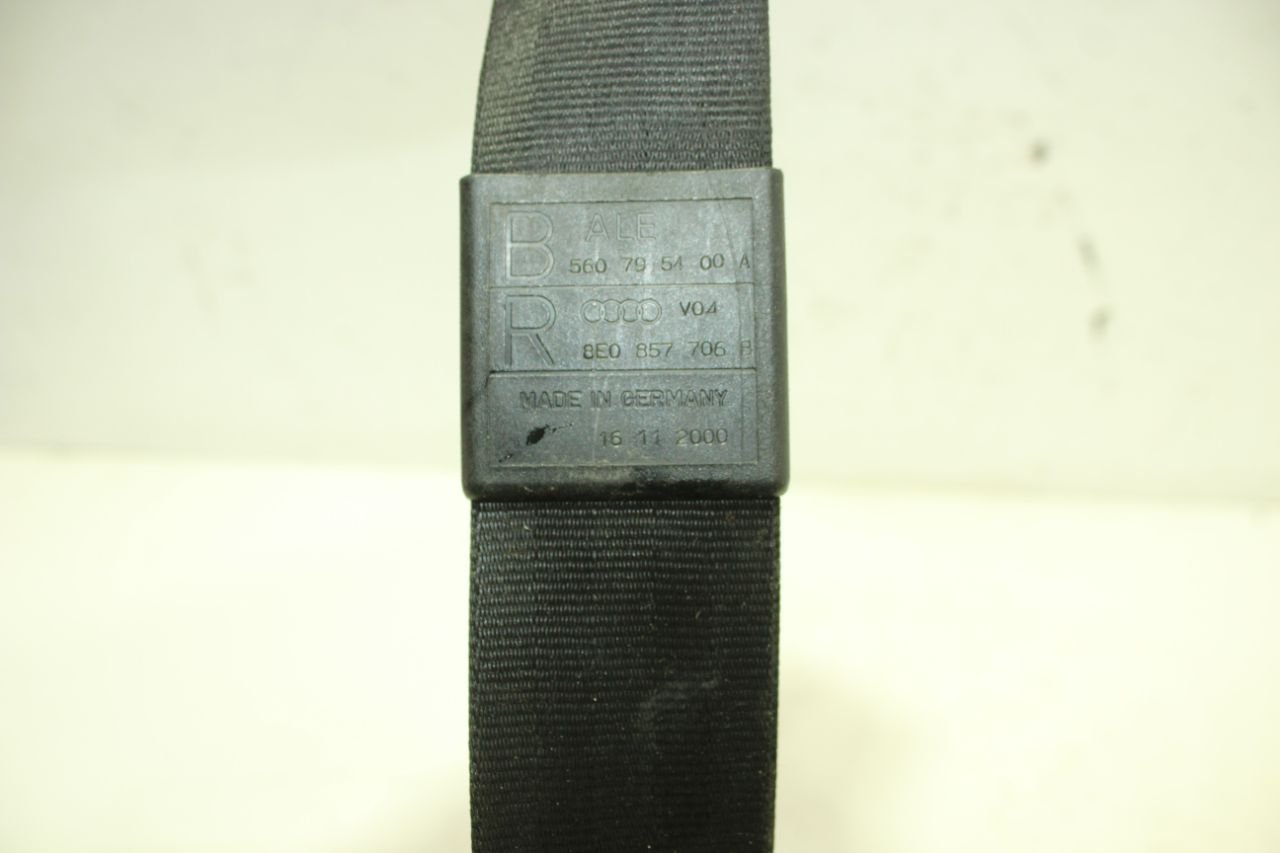 B ALE
560 79 54 00 A
R V04
8E0 857 706 B
MADE IN GERMANY
16 11 2000